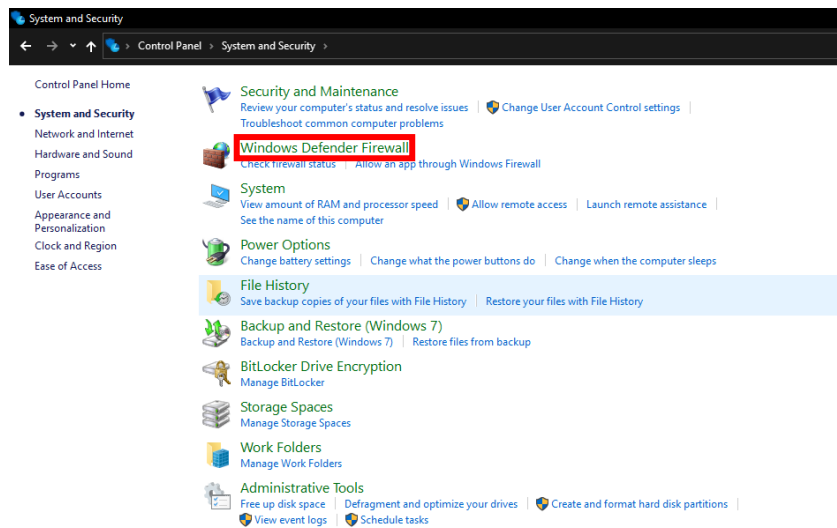 System and Security
Control Panel › System and Security ›
Control Panel Home
System and Security
Network and Internet
Hardware and Sound
Programs
User Accounts
Appearance and
Personalization
Clock and Region
Ease of Access
Security and Maintenance
Review your computer's status and resolve issues | Change User Account Control settings |
Troubleshoot common computer problems
Windows Defender Firewall
Check firewall status | Allow an app through Windows Firewall
System
View amount of RAM and processor speed | Allow remote access | Launch remote assistance |
See the name of this computer
Power Options
Change battery settings | Change what the power buttons do | Change when the computer sleeps
File History
Save backup copies of your files with File History | Restore your files with File History
Backup and Restore (Windows 7)
Backup and Restore (Windows 7) | Restore files from backup
BitLocker Drive Encryption
Manage BitLocker
Storage Spaces
Manage Storage Spaces
Work Folders
Manage Work Folders
Administrative Tools
Free up disk space | Defragment and optimize your drives | Create and format hard disk partitions |
View event logs | Schedule tasks